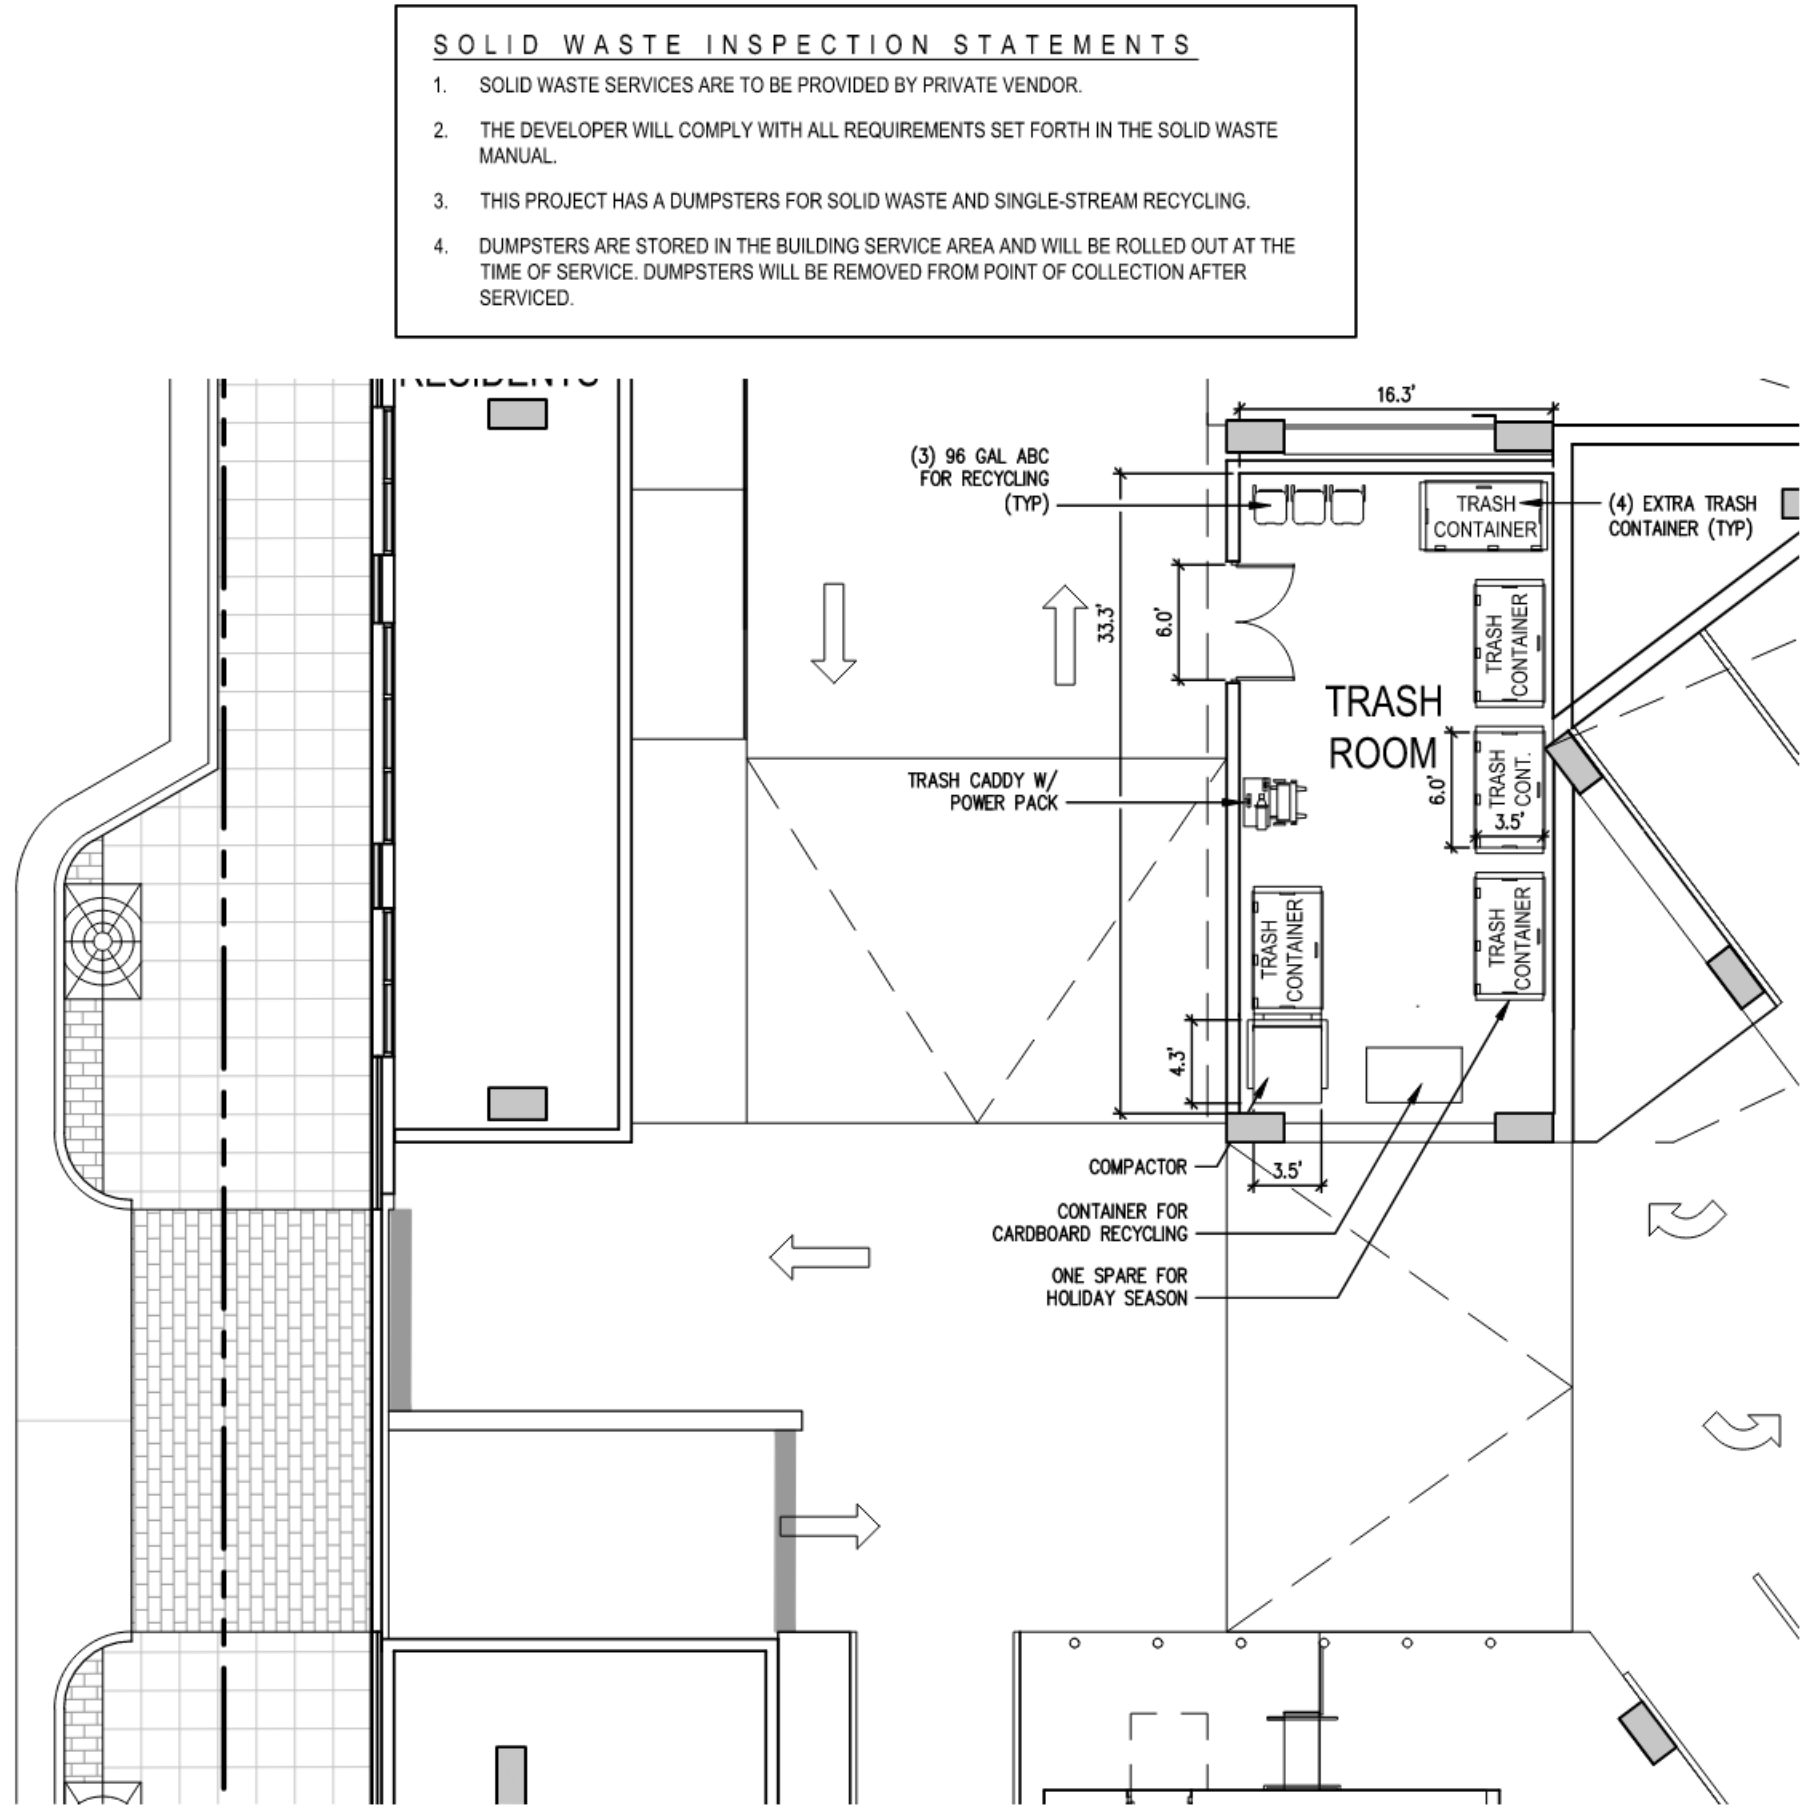 SOLID WASTE INSPECTION STATEMENTS
1. SOLID WASTE SERVICES ARE TO BE PROVIDED BY PRIVATE VENDOR.
2. THE DEVELOPER WILL COMPLY WITH ALL REQUIREMENTS SET FORTH IN THE SOLID WASTE
MANUAL.
3. THIS PROJECT HAS A DUMPSTERS FOR SOLID WASTE AND SINGLE-STREAM RECYCLING.
4. DUMPSTERS ARE STORED IN THE BUILDING SERVICE AREA AND WILL BE ROLLED OUT AT THE
TIME OF SERVICE. DUMPSTERS WILL BE REMOVED FROM POINT OF COLLECTION AFTER
SERVICED.
16.3'
(3) 96 GAL ABC
FOR RECYCLING
(TYP)
TRASH
CONTAINER
(4) EXTRA TRASH
CONTAINER (TYP)
33.3'
6.0'
TRASH
CONTAINER
TRASH
ROOM
TRASH CADDY W/
POWER PACK
6.0'
TRASH
CONT.
3.5'
TRASH
CONTAINER
TRASH
CONTAINER
4.3'
COMPACTOR
3.5'
CONTAINER FOR
CARDBOARD RECYCLING
ONE SPARE FOR
HOLIDAY SEASON